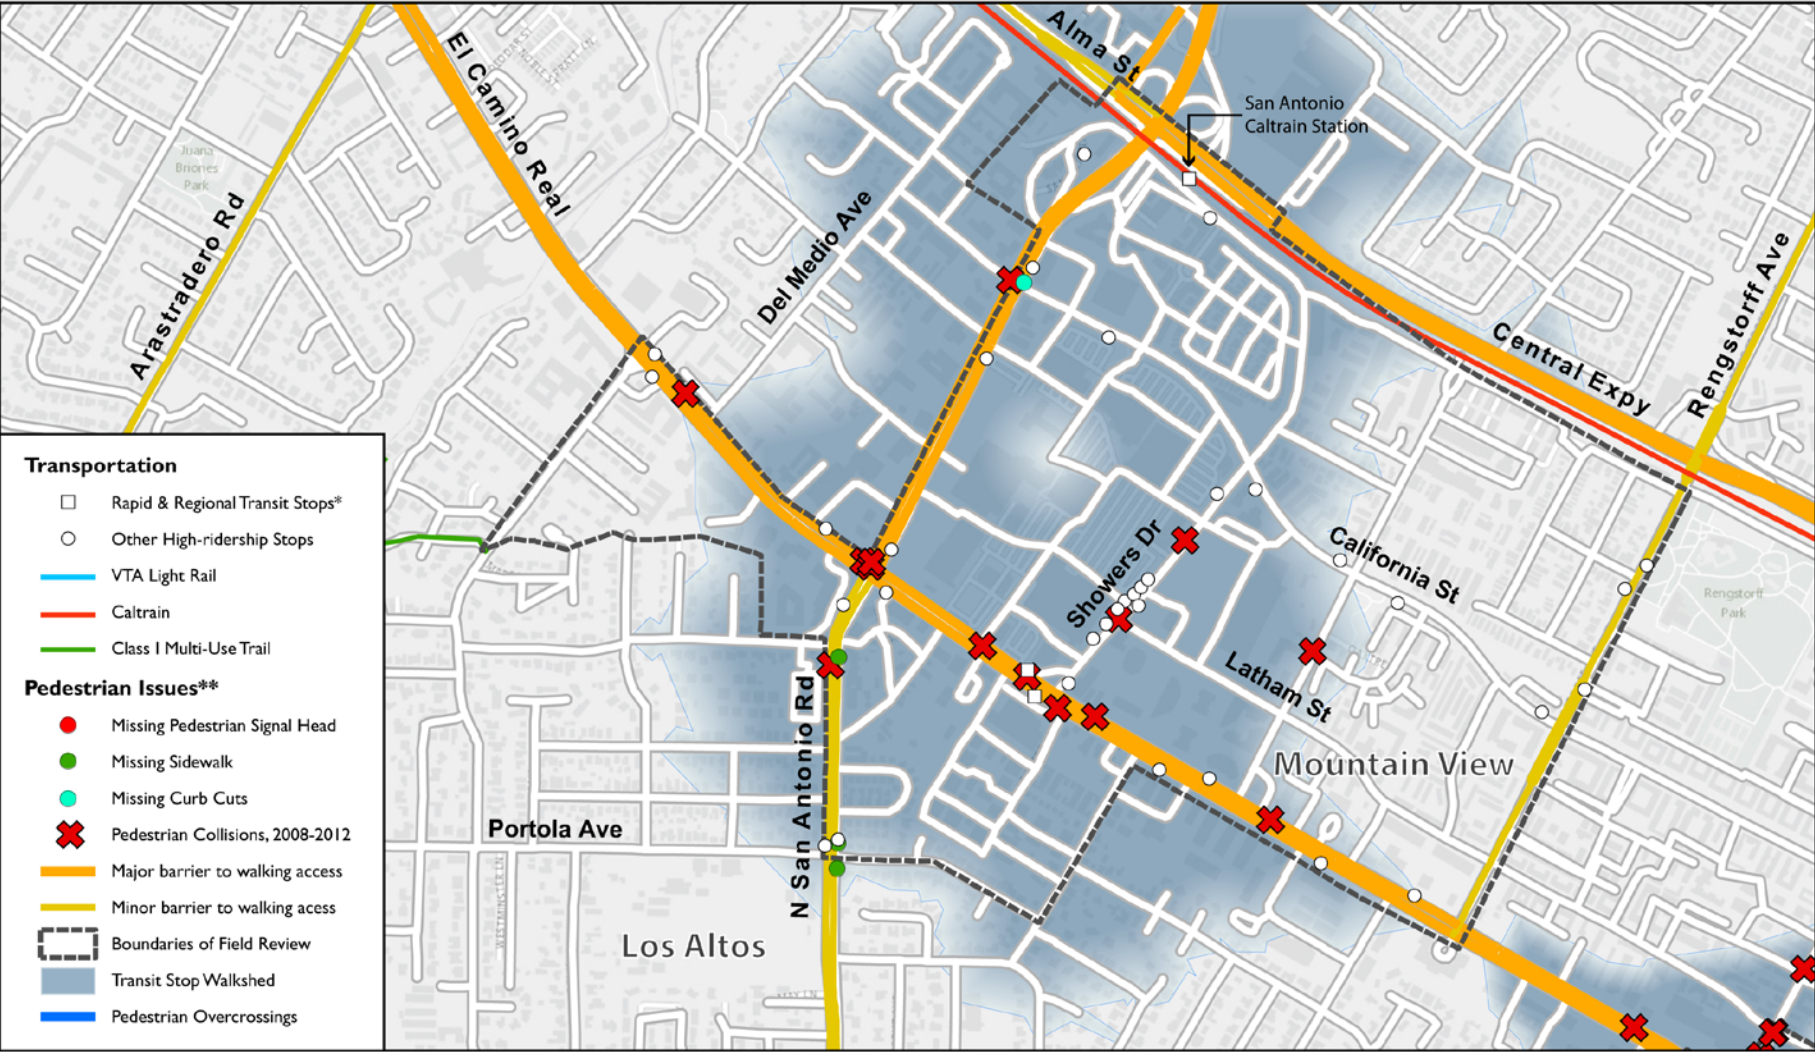 Alma St
El Camino Real
San Antonio
Caltrain Station
Juana
Briones
Park
Arastradero Rd
Del Medio Ave
Rengstorff Ave
Central Expy
Transportation
Rapid & Regional Transit Stops*
Other High-ridership Stops
VTA Light Rail
Caltrain
Class I Multi-Use Trail
Pedestrian Issues**
Missing Pedestrian Signal Head
Missing Sidewalk
Missing Curb Cuts
Pedestrian Collisions, 2008-2012
Major barrier to walking access
Minor barrier to walking acess
Boundaries of Field Review
Transit Stop Walkshed
Pedestrian Overcrossings
Showers Dr
California St
Rengstorff
Park
Latham St
N San Antonio Rd
Mountain View
Portola Ave
WESTMINSTER LN
Los Altos